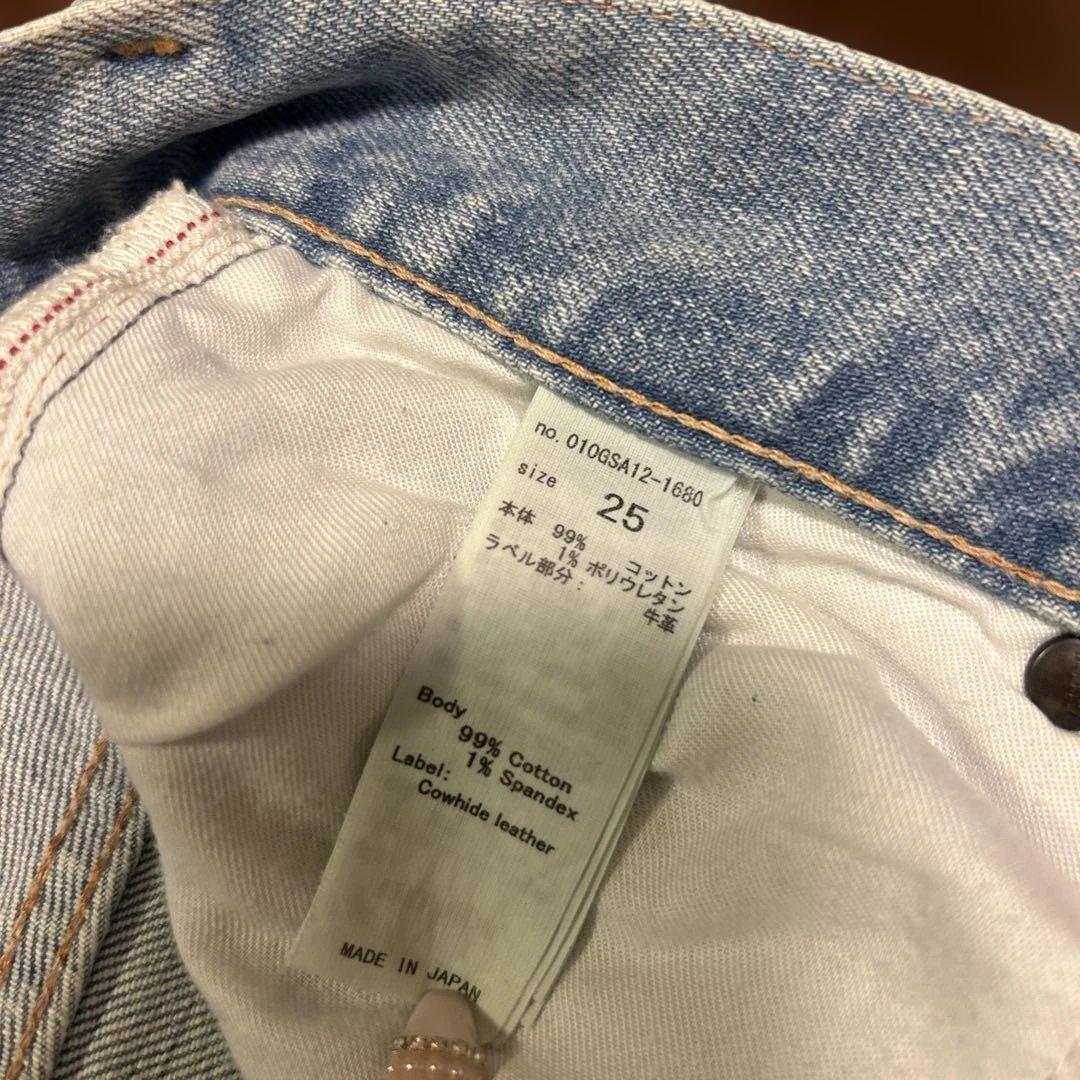 no. 010GSA12-1680
size 25
本体 99% コットン
1% ポリウレタン
ラベル部分: 牛革
Body
99% Cotton
1% Spandex
Label:
Cowhide leather
MADE IN JAPAN